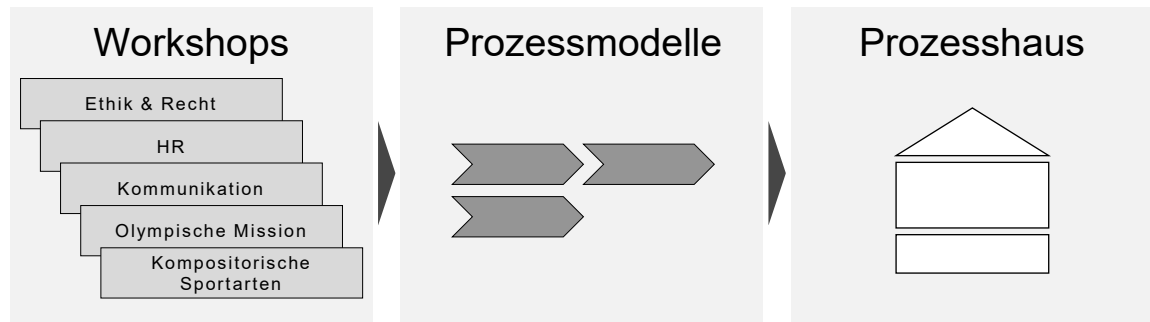 Workshops
Ethik & Recht
HR
Kommunikation
Olympische Mission
Kompositorische
Sportarten
Prozessmodelle
Prozesshaus